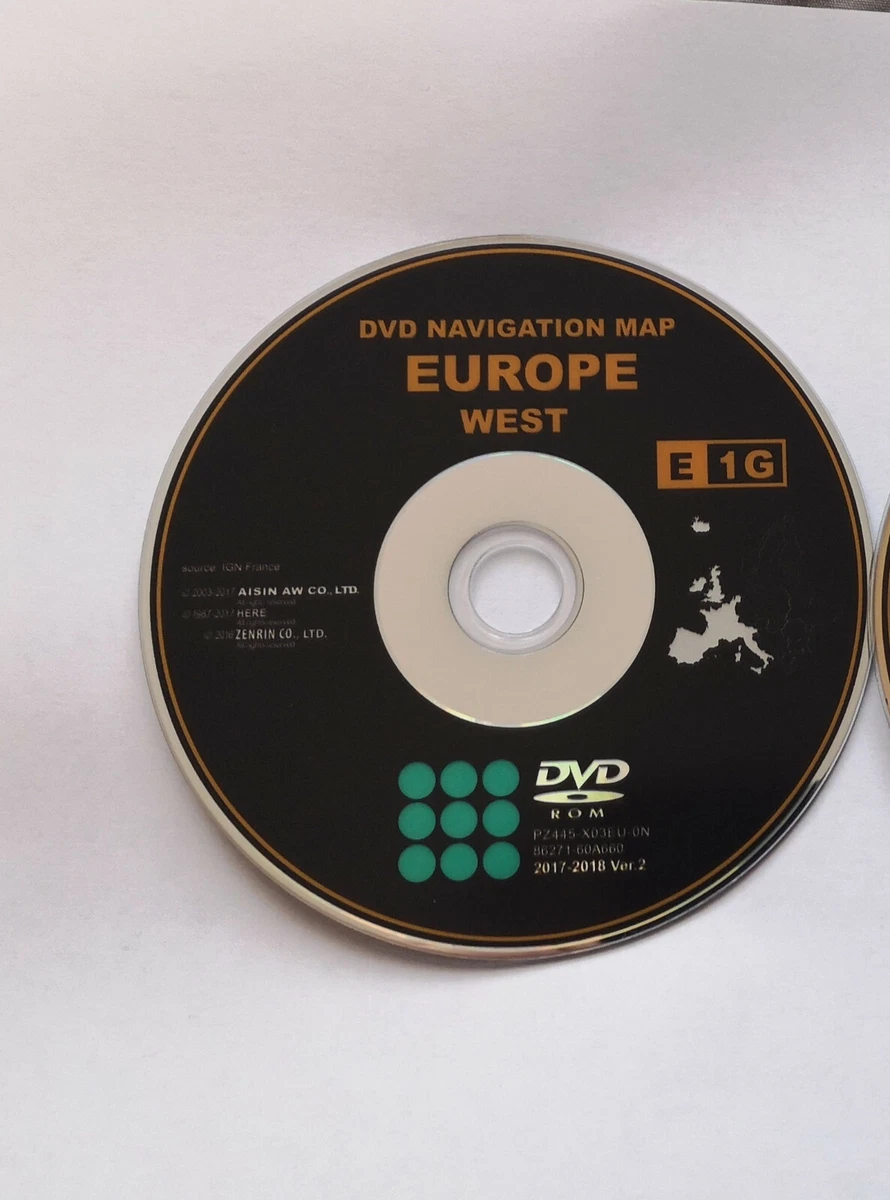 DVD NAVIGATION MAP
EUROPE
WEST
E 1G
source: IGN France
© 2003-2017 AISIN AW CO., LTD.
All rights reserved
© 1987-2017 HERE
All rights reserved
© 2016 ZENRIN CO., LTD.
All rights reserved
DVD
ROM
PZ445-X03EU-0N
86271-60A660
2017-2018 Ver.2